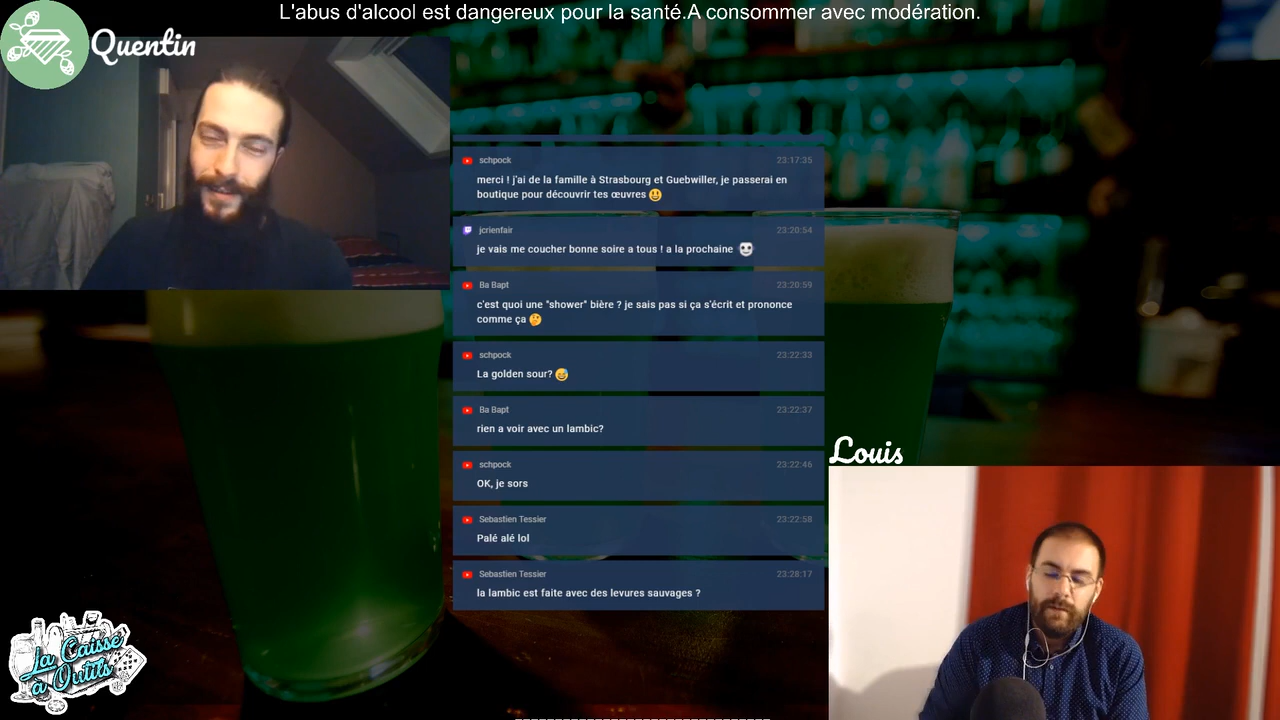 L'abus d'alcool est dangereux pour la santé.A consommer avec modération.
Quentin
schpock 23:17:35
merci ! j'ai de la famille à Strasbourg et Guebwiller, je passerai en
boutique pour découvrir tes œuvres 😃
jcrienfair 23:20:54
je vais me coucher bonne soire a tous ! a la prochaine
Ba Bapt 23:20:59
c'est quoi une "shower" bière ? je sais pas si ça s'écrit et prononce
comme ça 🤔
schpock 23:22:33
La golden sour? 😅
Ba Bapt 23:22:37
rien a voir avec un lambic?
schpock 23:22:46
OK, je sors
Sebastien Tessier 23:22:58
Palé alé lol
Sebastien Tessier 23:28:17
la lambic est faite avec des levures sauvages ?
Louis
La Caisse
à Outils